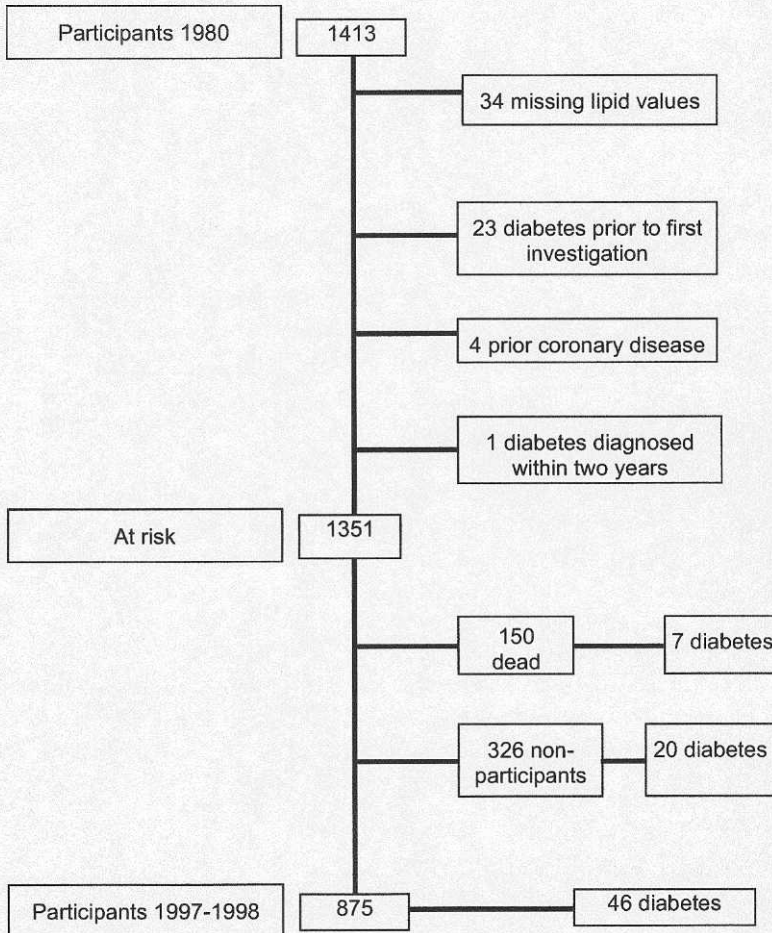 Participants 1980
1413
34 missing lipid values
23 diabetes prior to first
investigation
4 prior coronary disease
1 diabetes diagnosed
within two years
At risk
1351
150
dead
7 diabetes
326 non-
participants
20 diabetes
Participants 1997-1998
875
46 diabetes